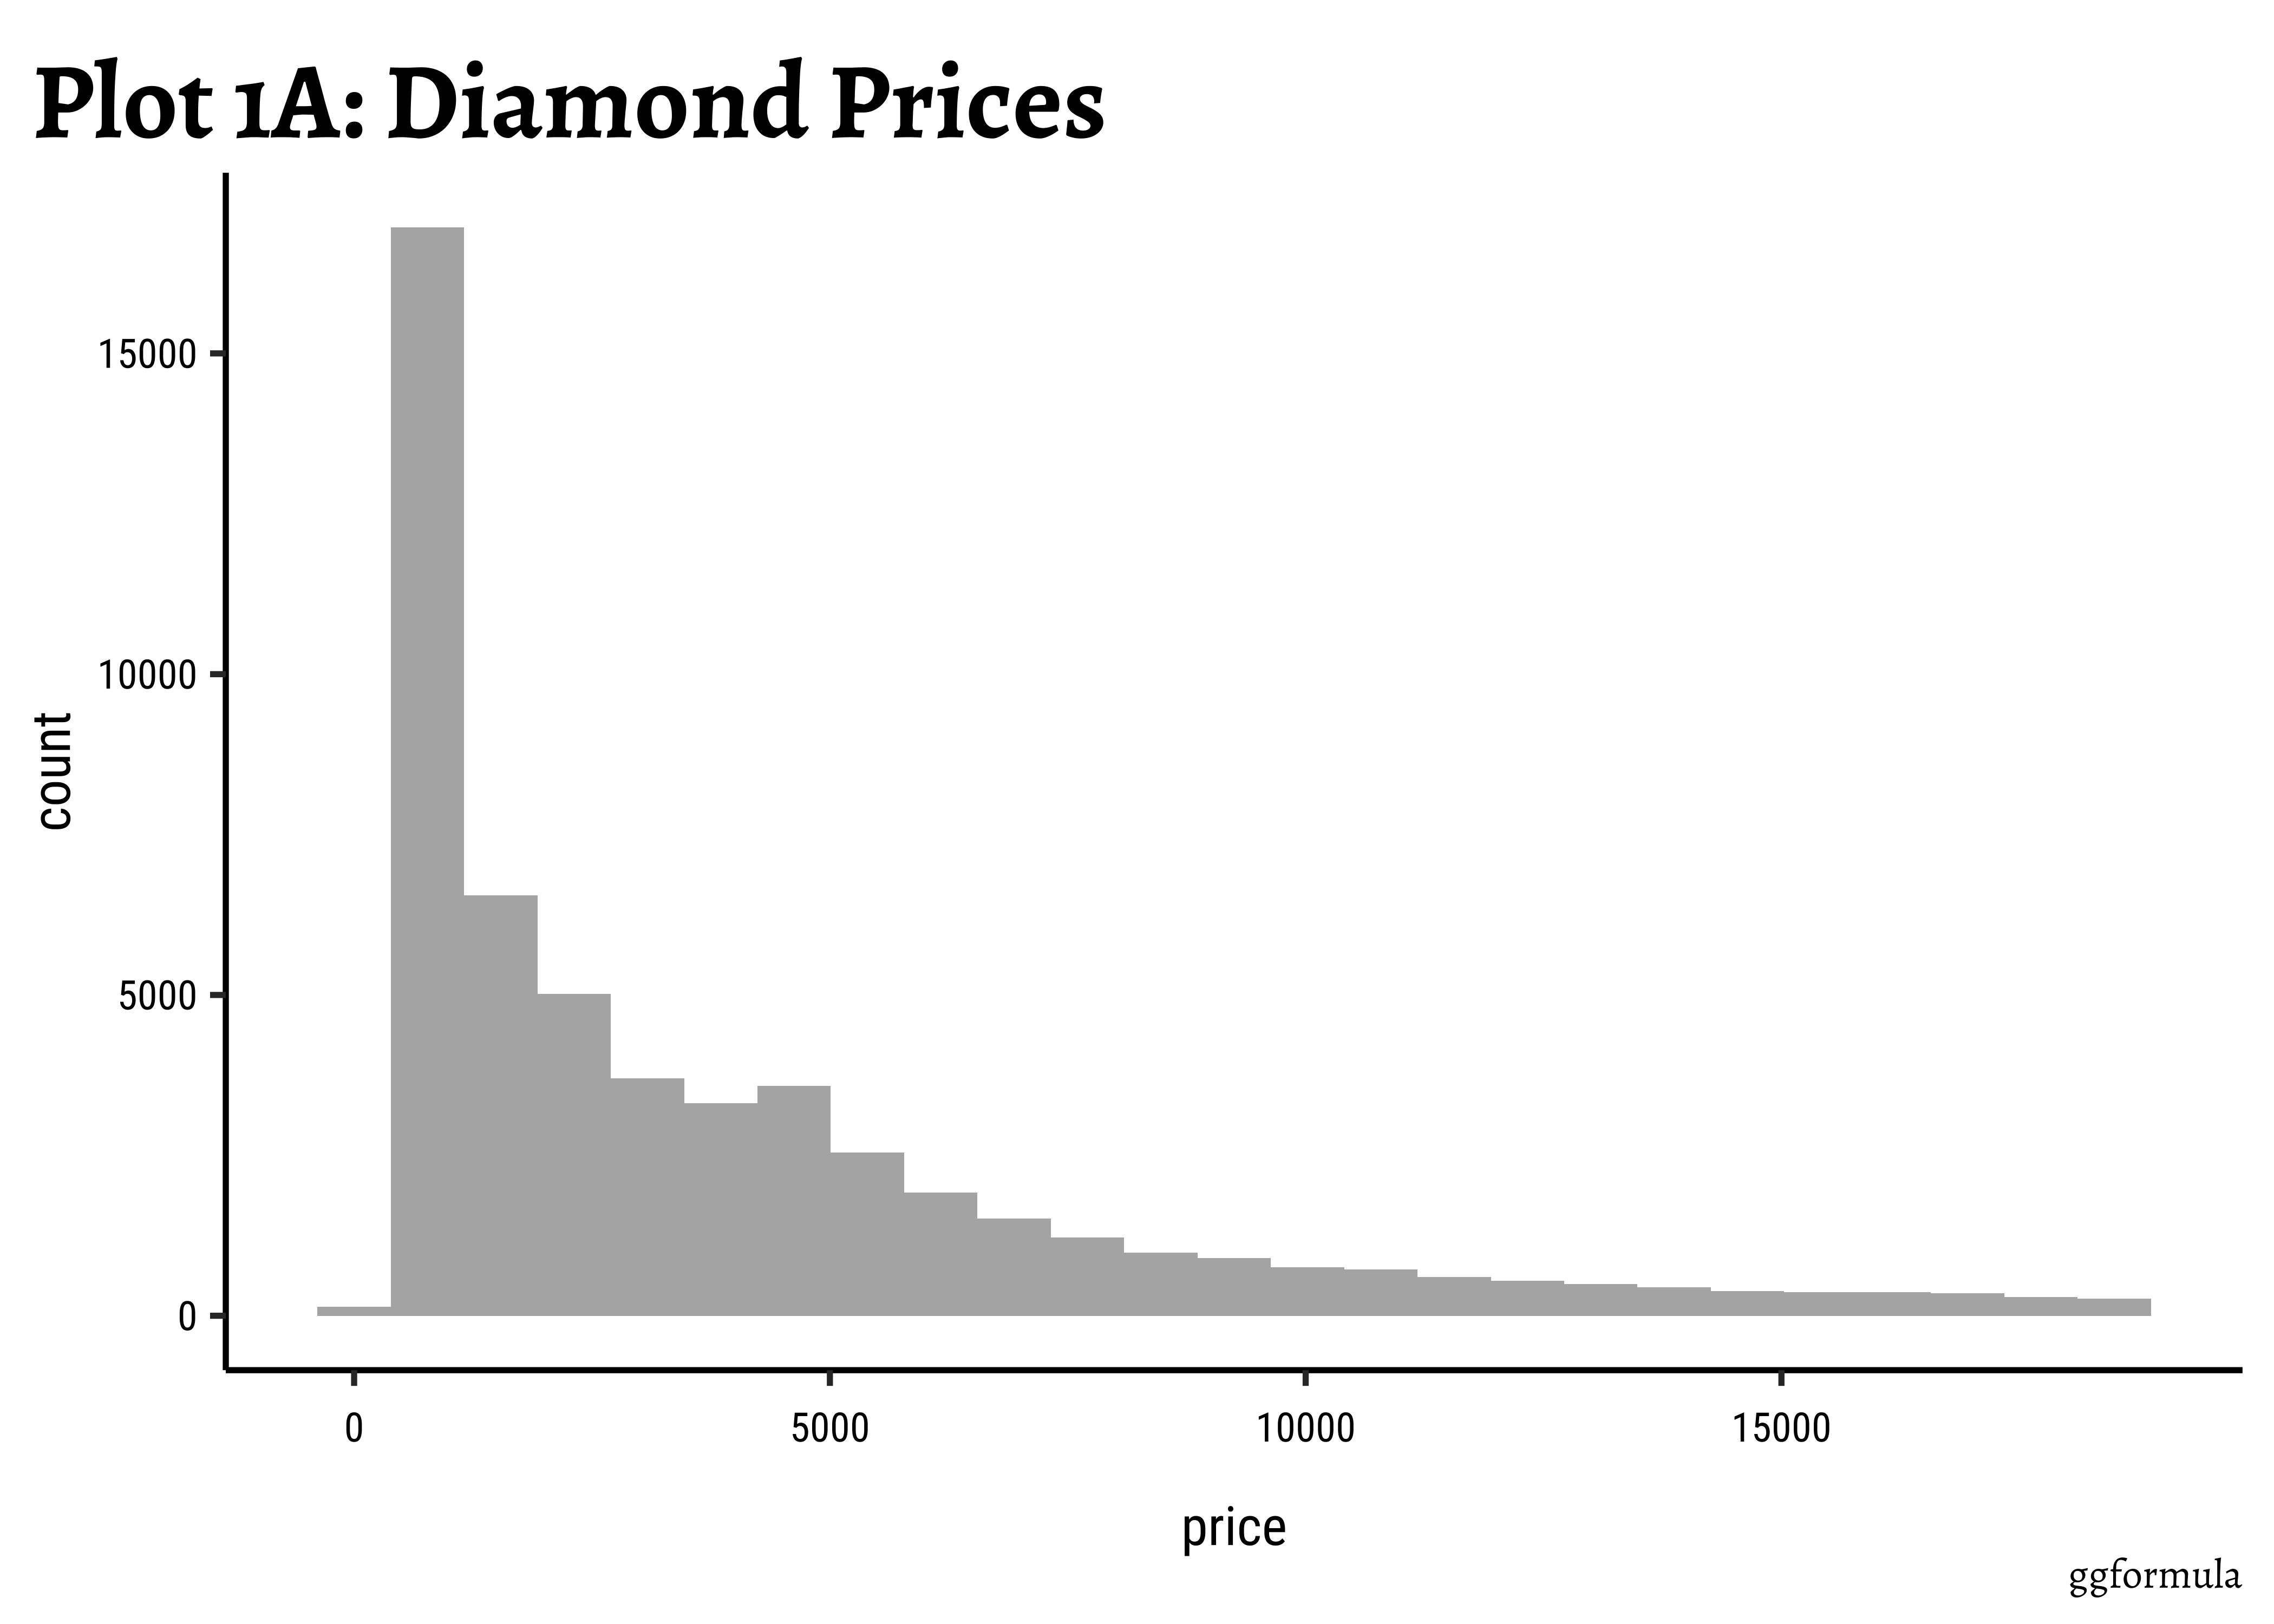 Plot 1A: Diamond Prices
count
15000
10000
5000
0
0 5000 10000 15000
price
ggformula